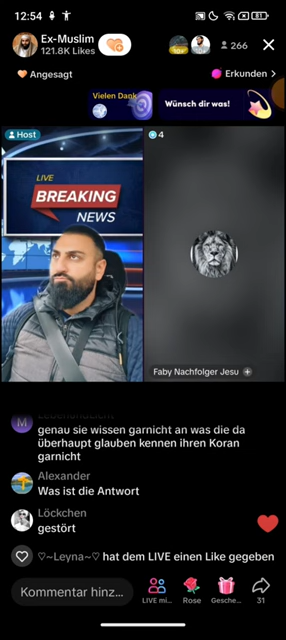 12:54
81
Ex-Muslim
121.8K Likes
266
Angesagt
Erkunden >
Vielen Dank
Wünsch dir was!
Host
4
LIVE
BREAKING
NEWS
Faby Nachfolger Jesu +
M
genau sie wissen garnicht an was die da
überhaupt glauben kennen ihren Koran
garnicht
Alexander
Was ist die Antwort
Löckchen
gestört
♡~Leyna~♡ hat dem LIVE einen Like gegeben
Kommentar hinz...
LIVE mi...
Rose
Gesche...
31